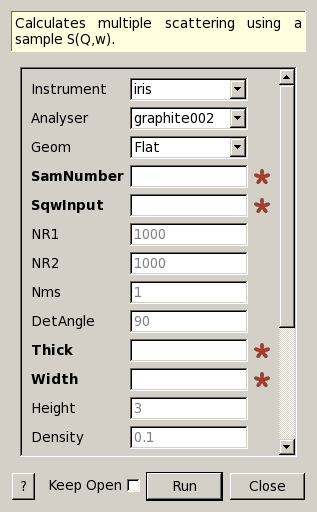 Calculates multiple scattering using a
sample S(Q,w).
Instrument iris
Analyser graphite002
Geom Flat
SamNumber
SqwInput
NR1 1000
NR2 1000
Nms 1
DetAngle 90
Thick
Width
Height 3
Density 0.1
? Keep Open Run Close